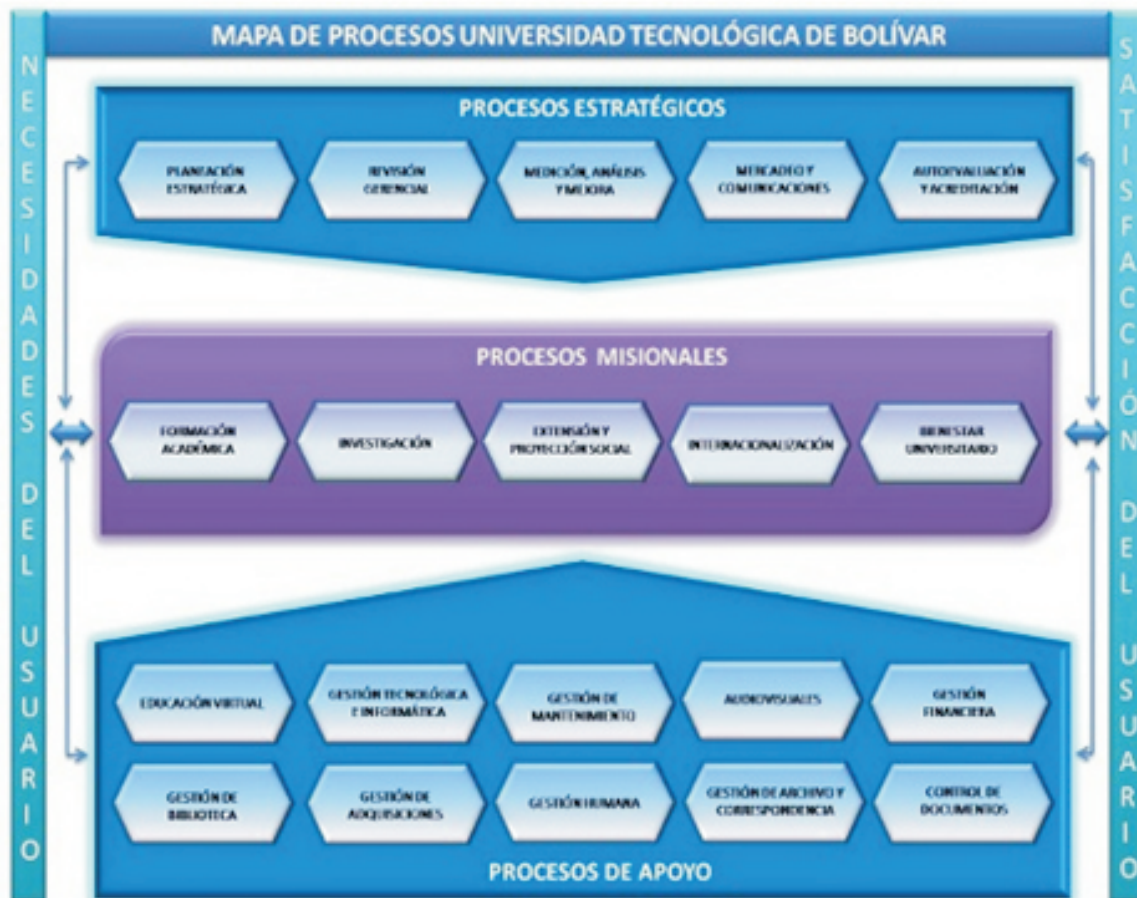 MAPA DE PROCESOS UNIVERSIDAD TECNOLÓGICA DE BOLÍVAR
NECESIDADES DEL USUARIO
PROCESOS ESTRATÉGICOS
PLANEACIÓN
ESTRATÉGICA
REVISIÓN
GERENCIAL
MEDICIÓN, ANÁLISIS
Y MEJORA
MERCADEO Y
COMUNICACIONES
AUTOEVALUACIÓN
Y ACREDITACIÓN
PROCESOS MISIONALES
FORMACIÓN
ACADÉMICA
INVESTIGACIÓN
EXTENSIÓN Y
PROYECCIÓN SOCIAL
INTERNACIONALIZACIÓN
BIENESTAR
UNIVERSITARIO
EDUCACIÓN VIRTUAL
GESTIÓN TECNOLÓGICA
E INFORMÁTICA
GESTIÓN DE
MANTENIMIENTO
AUDIOVISUALES
GESTIÓN
FINANCIERA
GESTIÓN DE
BIBLIOTECA
GESTIÓN DE
ADQUISICIONES
GESTIÓN HUMANA
GESTIÓN DE ARCHIVO Y
CORRESPONDENCIA
CONTROL DE
DOCUMENTOS
PROCESOS DE APOYO
SATISFACCIÓN DEL USUARIO